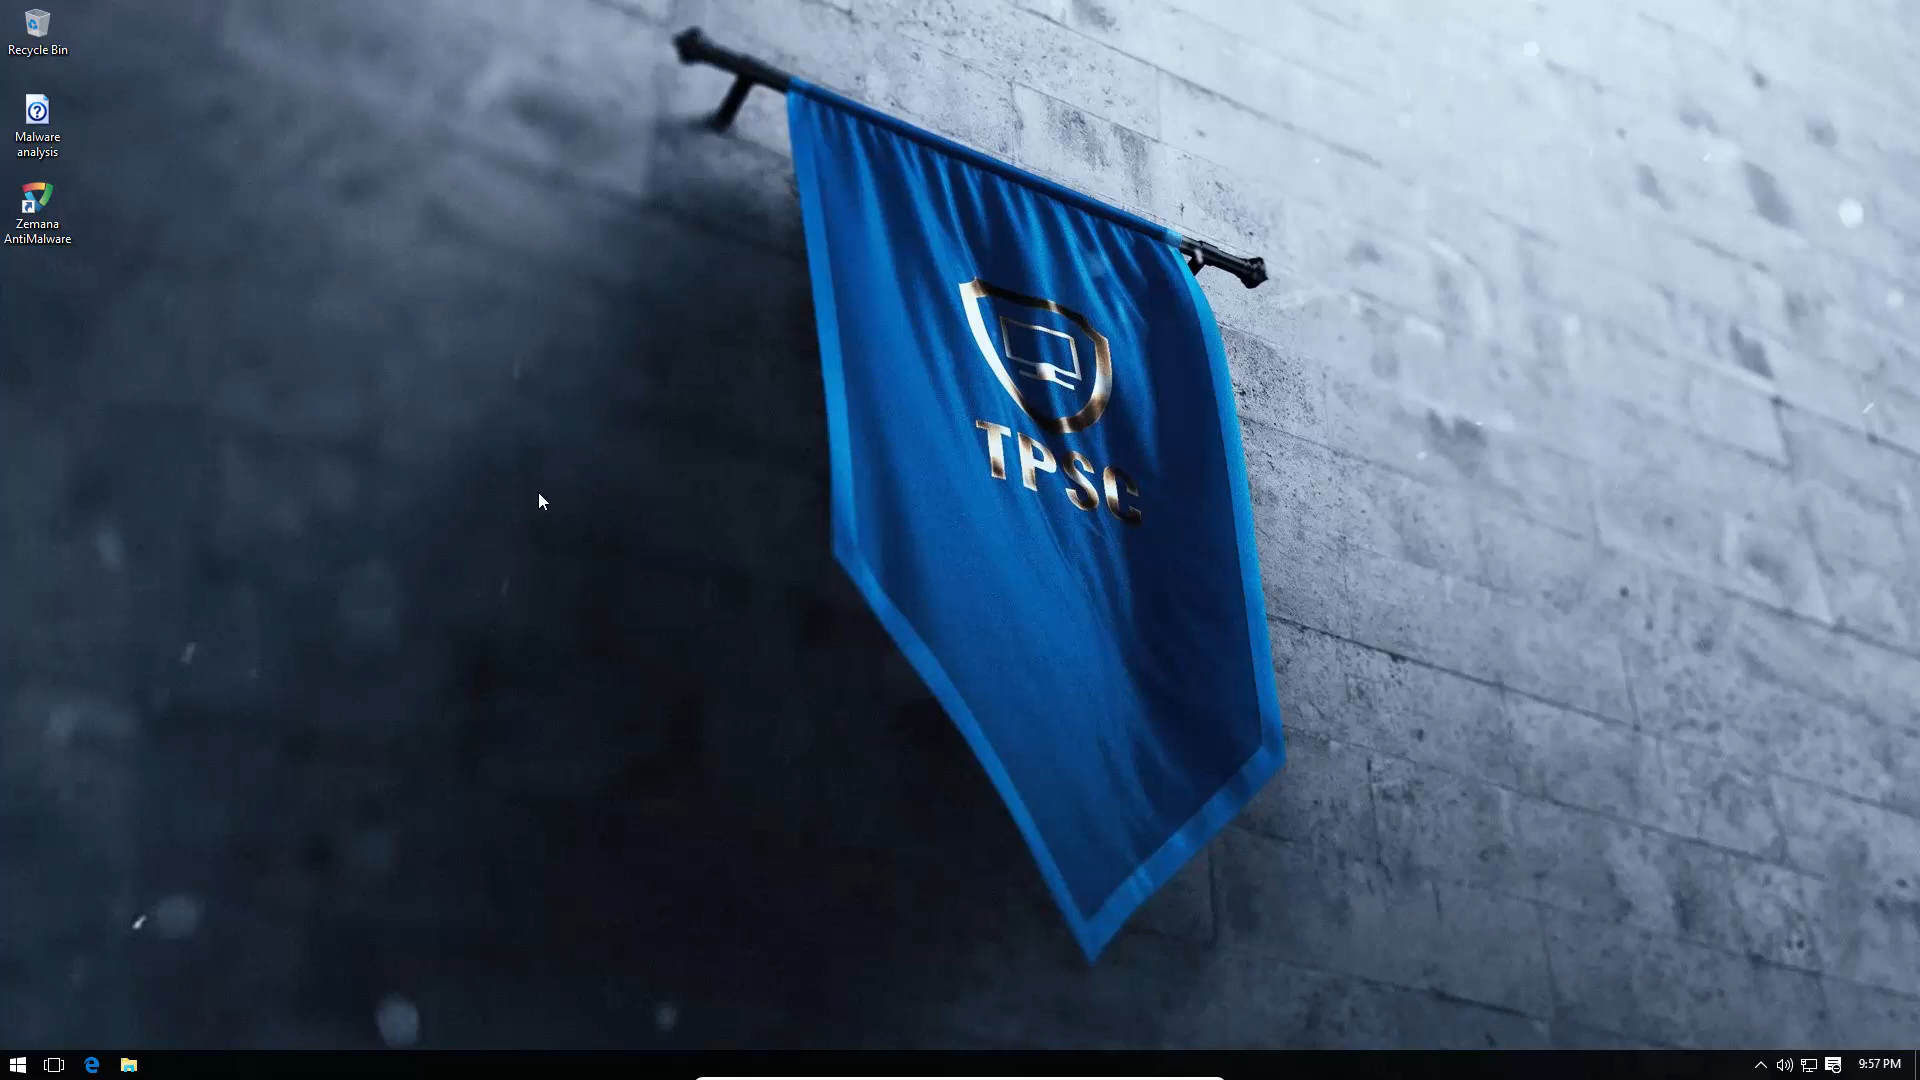 Recycle Bin
Malware
analysis
Zemana
AntiMalware
TPSC
9:57 PM